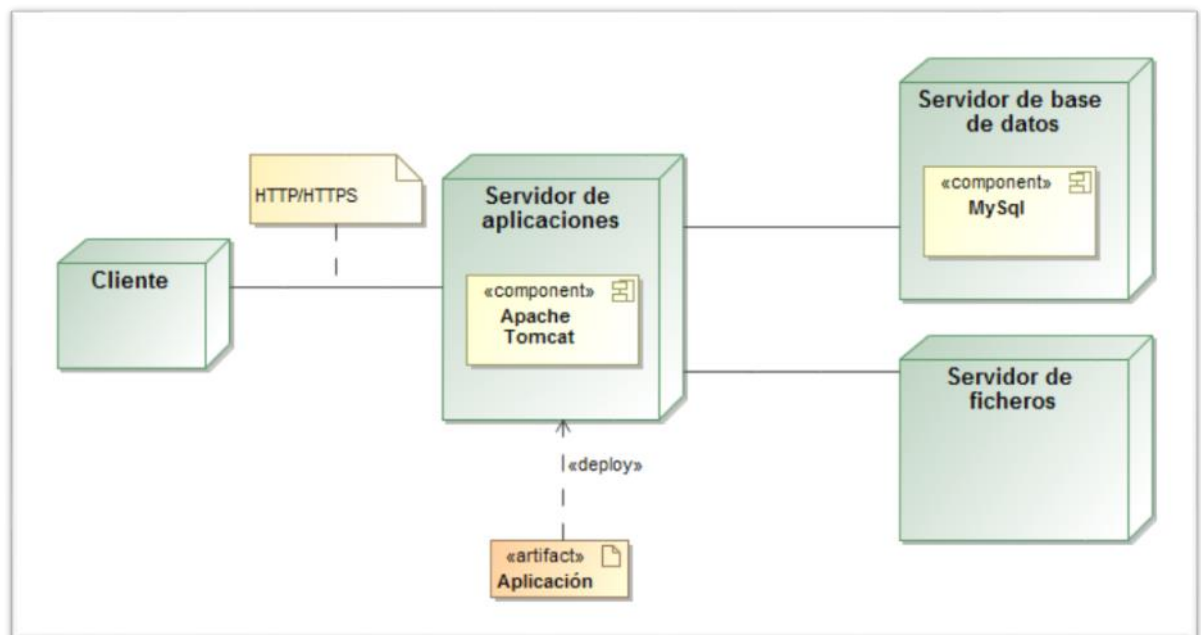 HTTP/HTTPS
Cliente
Servidor de
aplicaciones
«component»
Apache
Tomcat
Servidor de base
de datos
«component»
MySql
Servidor de
ficheros
«deploy»
«artifact»
Aplicación